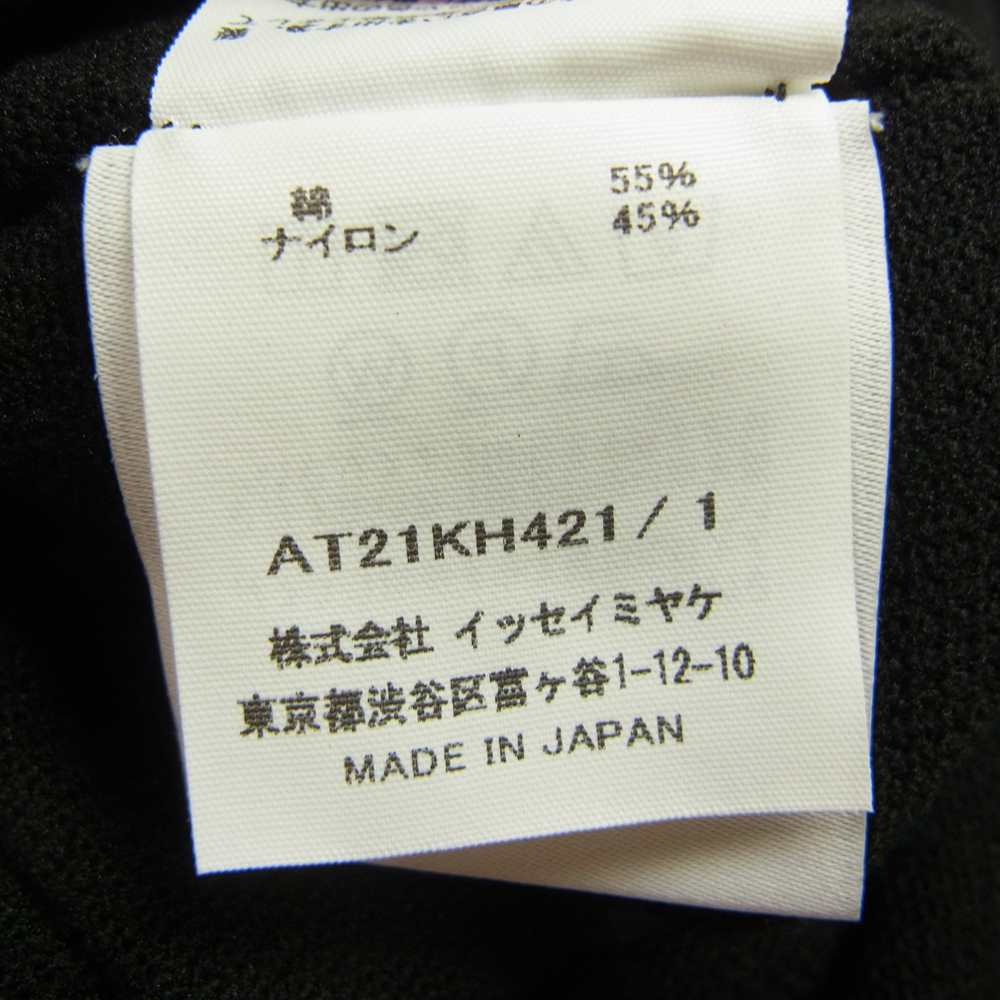 綿 55%
ナイロン 45%
AT21KH421 / 1
株式会社 イッセイミヤケ
東京都渋谷区富ヶ谷1-12-10
MADE IN JAPAN